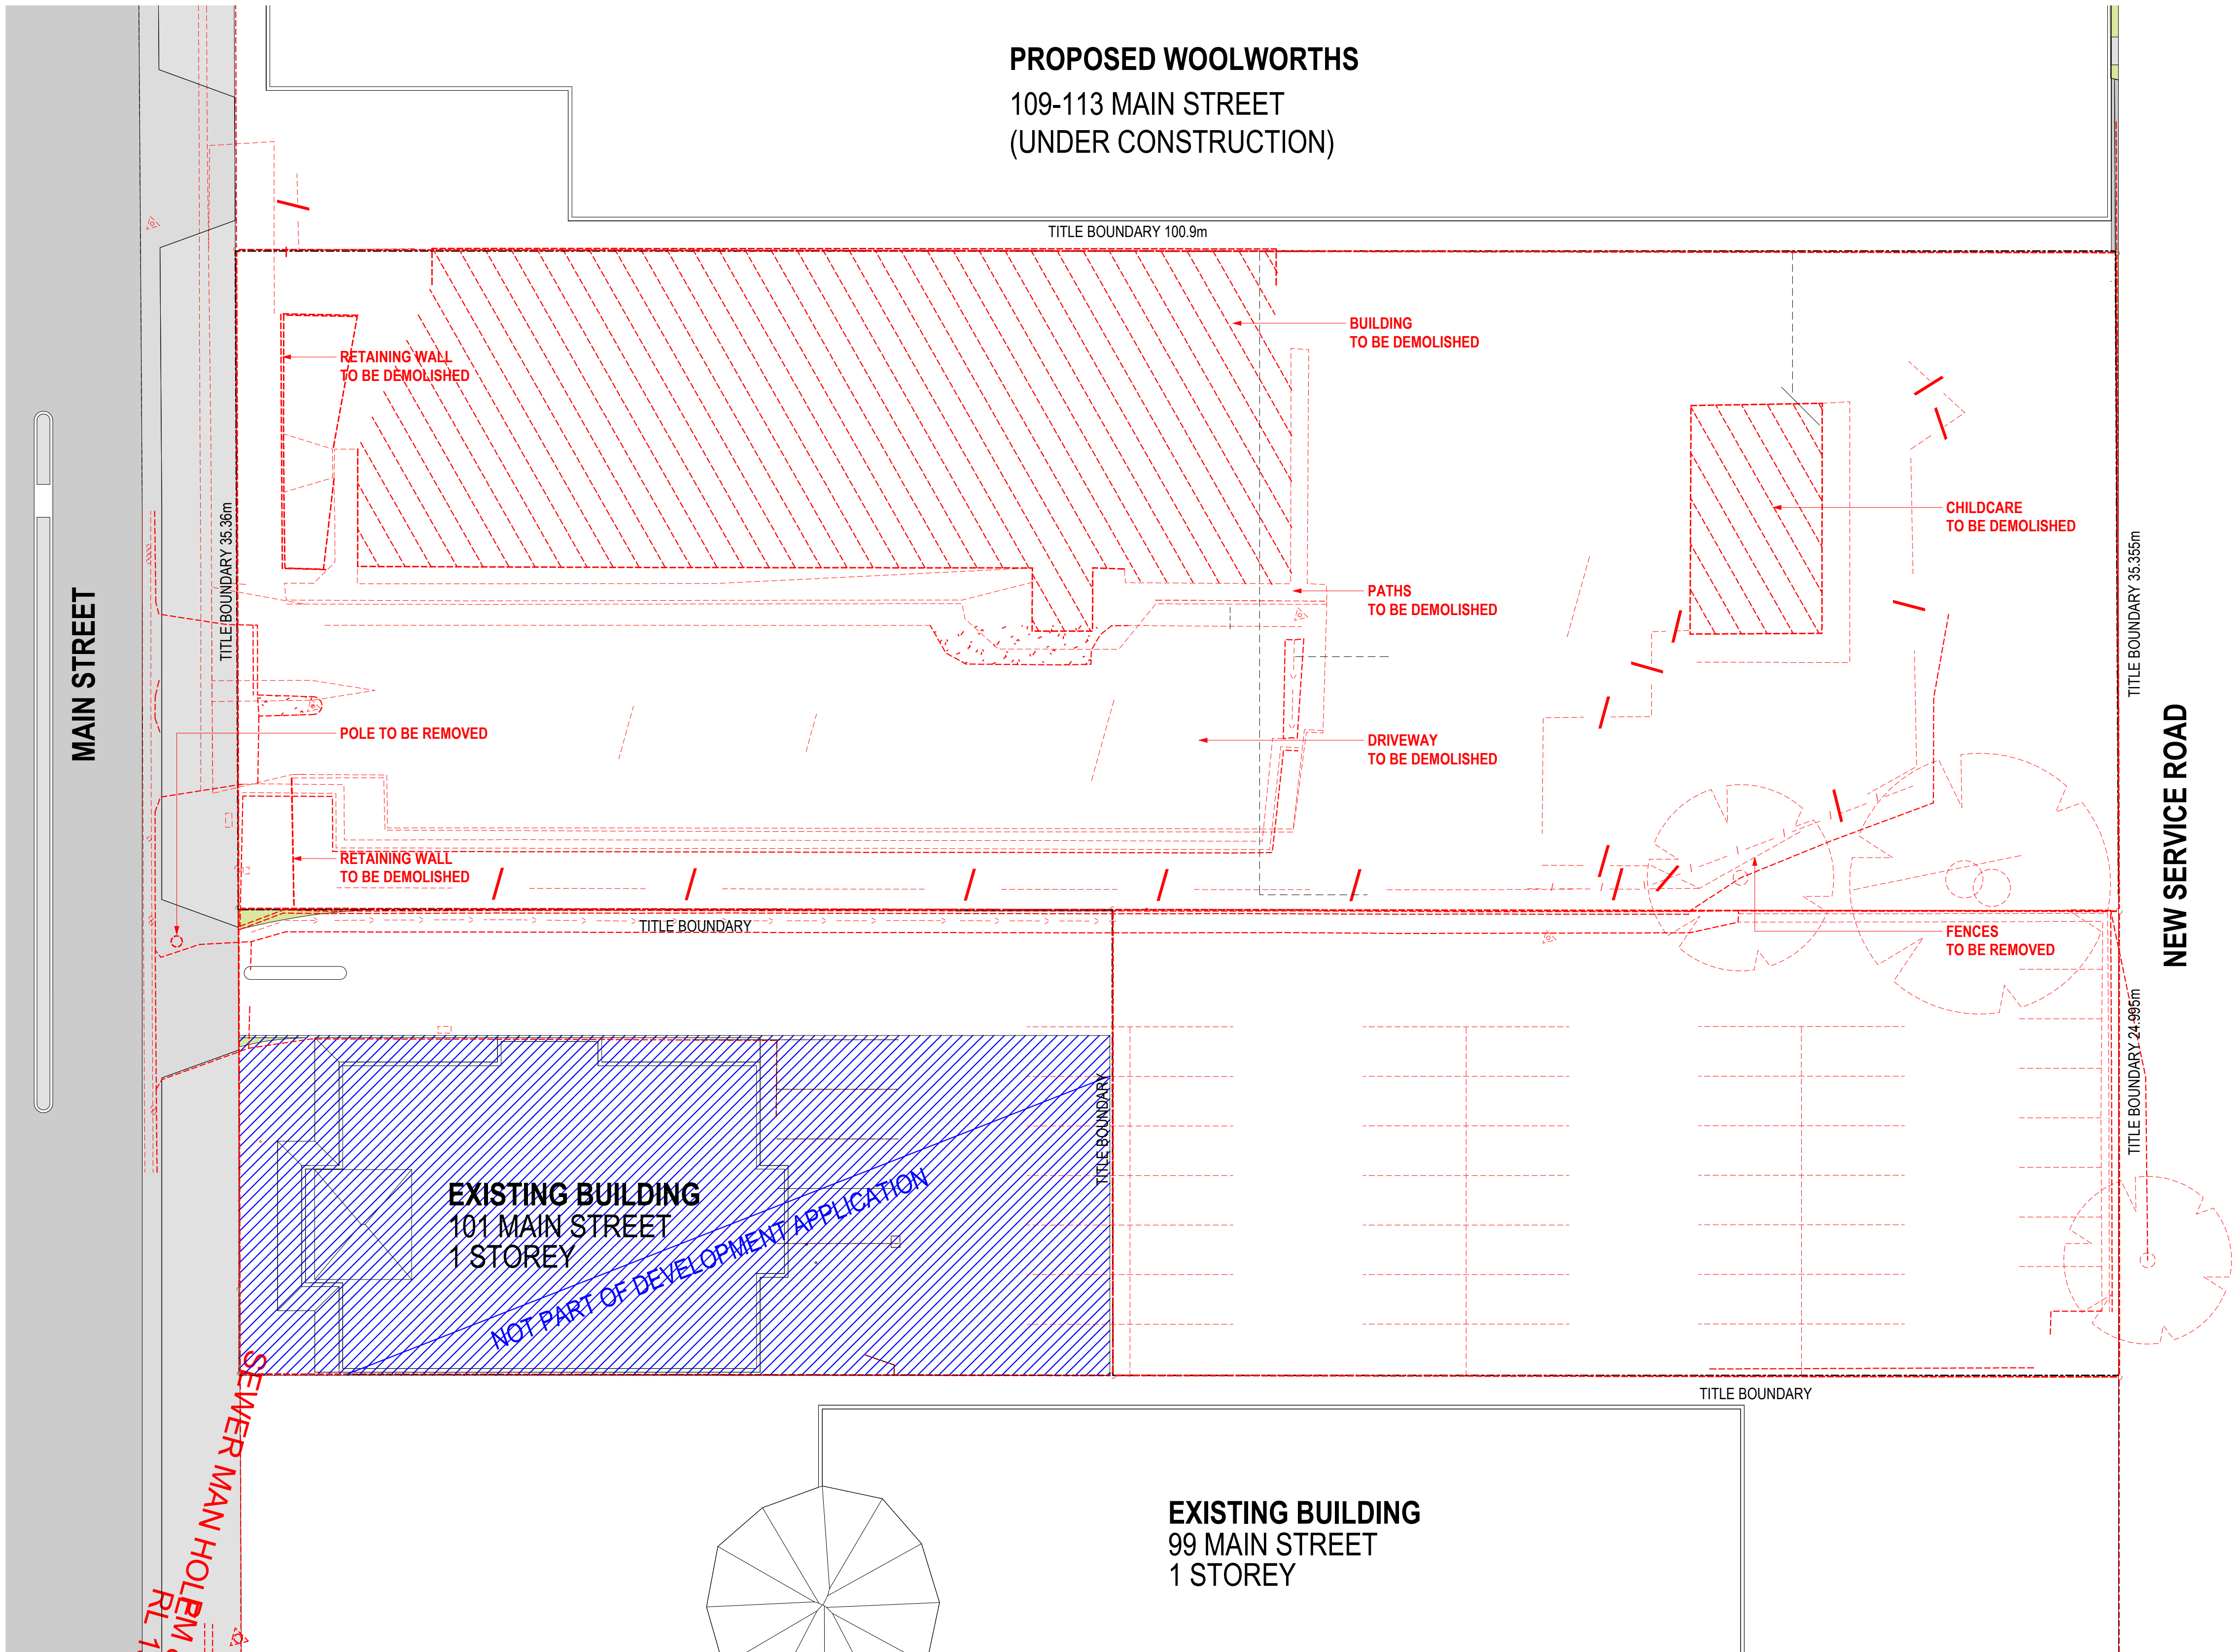 PROPOSED WOOLWORTHS
109-113 MAIN STREET
(UNDER CONSTRUCTION)
TITLE BOUNDARY 100.9m
BUILDING
TO BE DEMOLISHED
RETAINING WALL
TO BE DEMOLISHED
CHILDCARE
TO BE DEMOLISHED
TITLE BOUNDARY 35.36m
TITLE BOUNDARY 35.355m
MAIN STREET
PATHS
TO BE DEMOLISHED
POLE TO BE REMOVED
DRIVEWAY
TO BE DEMOLISHED
NEW SERVICE ROAD
RETAINING WALL
TO BE DEMOLISHED
TITLE BOUNDARY
FENCES
TO BE REMOVED
TITLE BOUNDARY 24.995m
TITLE BOUNDARY
EXISTING BUILDING
101 MAIN STREET
1 STOREY
NOT PART OF DEVELOPMENT APPLICATION
TITLE BOUNDARY
SEWER MAN HOLE
RL
EXISTING BUILDING
99 MAIN STREET
1 STOREY